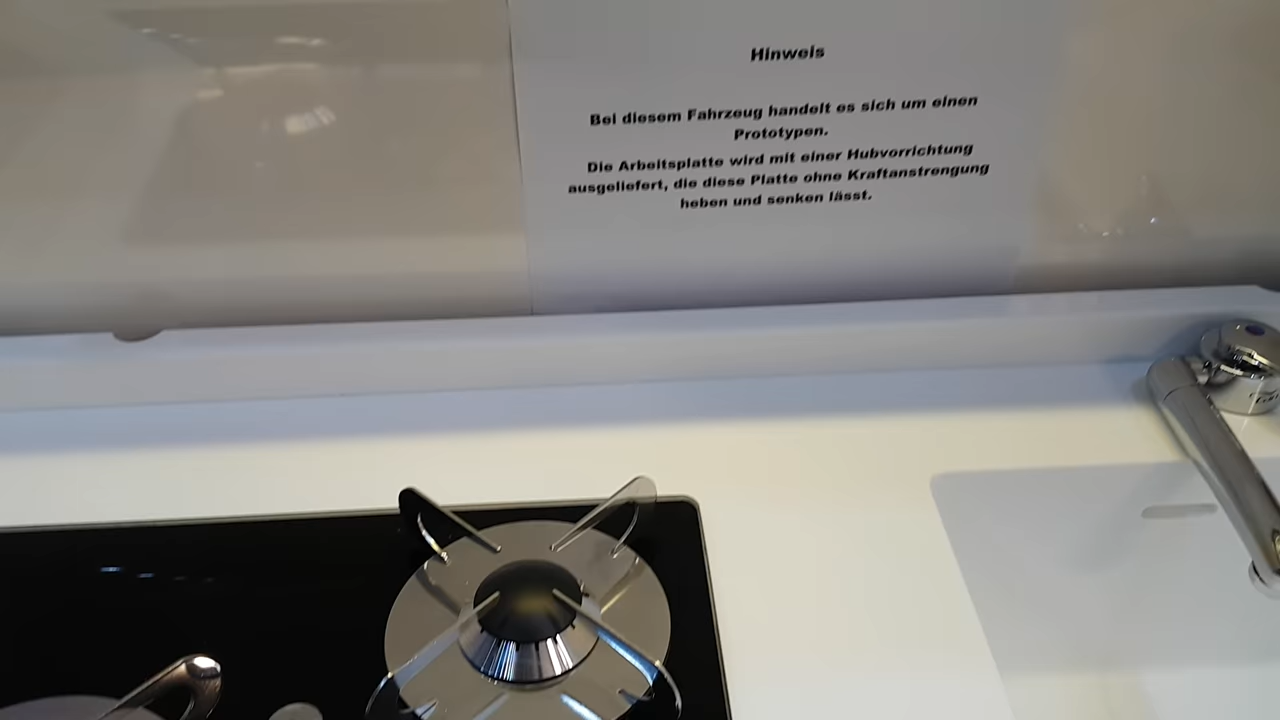 Hinweis
Bei diesem Fahrzeug handelt es sich um einen
Prototypen.
Die Arbeitsplatte wird mit einer Hubvorrichtung
ausgeliefert, die diese Platte ohne Kraftanstrengung
heben und senken lässt.